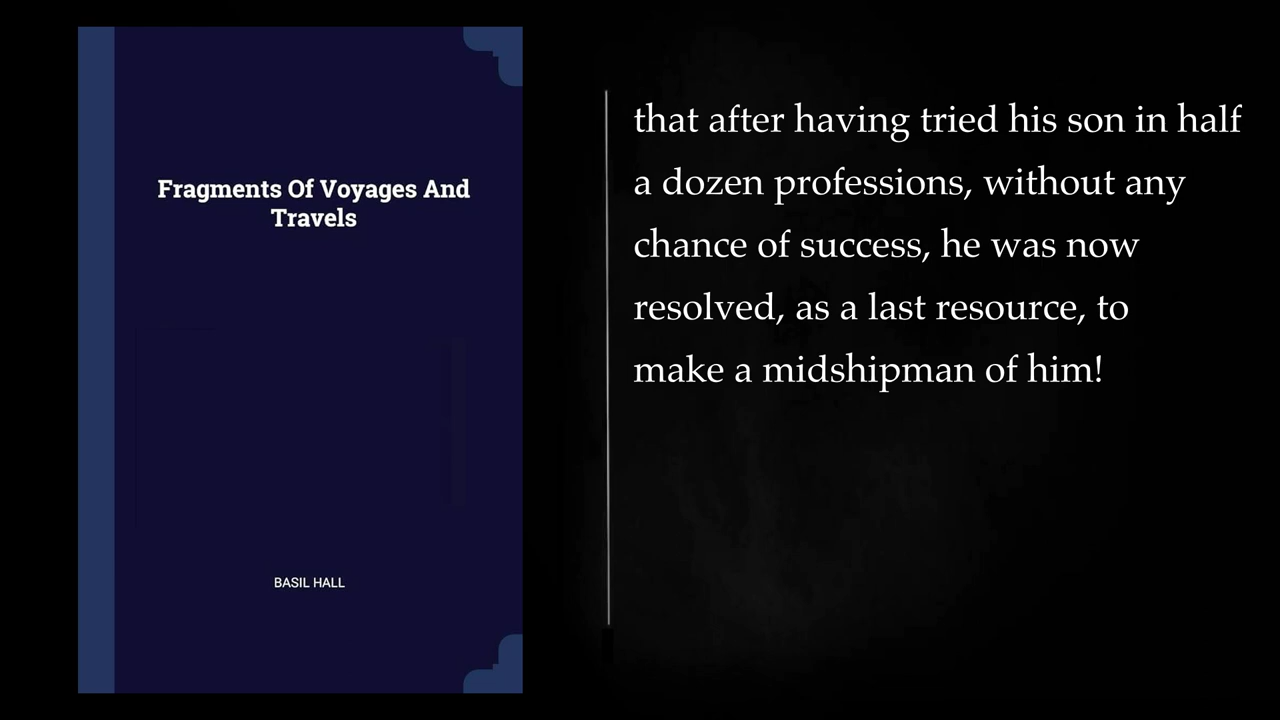 Fragments Of Voyages And
Travels
BASIL HALL
that after having tried his son in half
a dozen professions, without any
chance of success, he was now
resolved, as a last resource, to
make a midshipman of him!